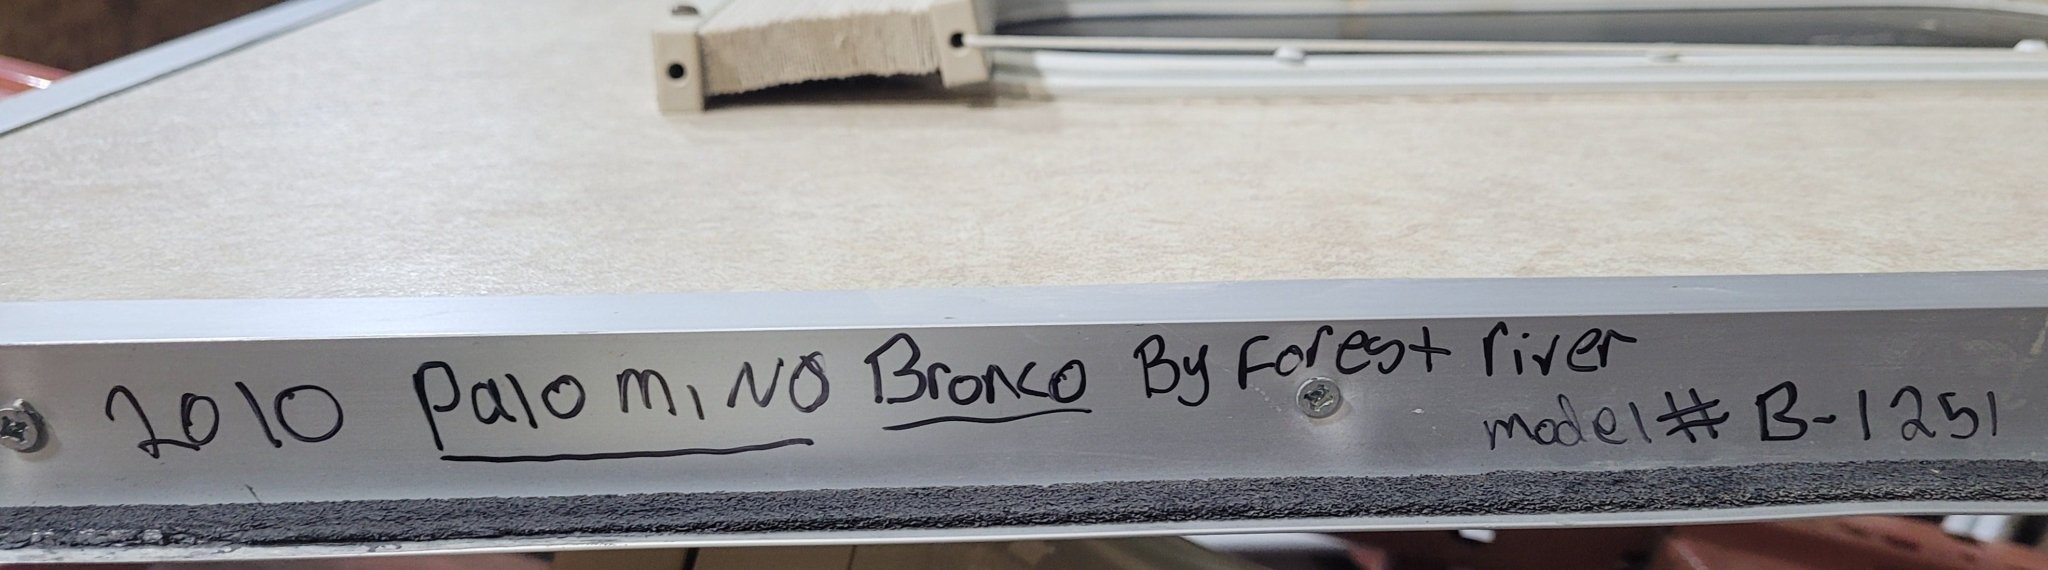 2010 Palomino Bronco By Forest river
model# B-1251